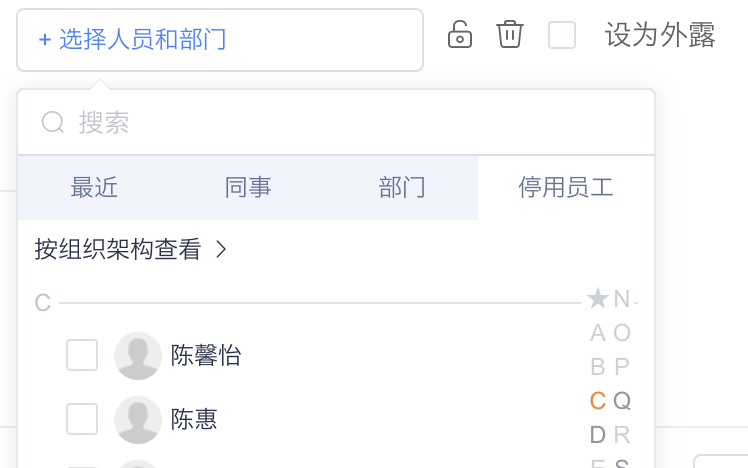 + 选择人员和部门
设为外露
搜索
最近 同事 部门 停用员工
按组织架构查看 >
C
★ N
A O
B P
C Q
D R
陈馨怡
陈惠